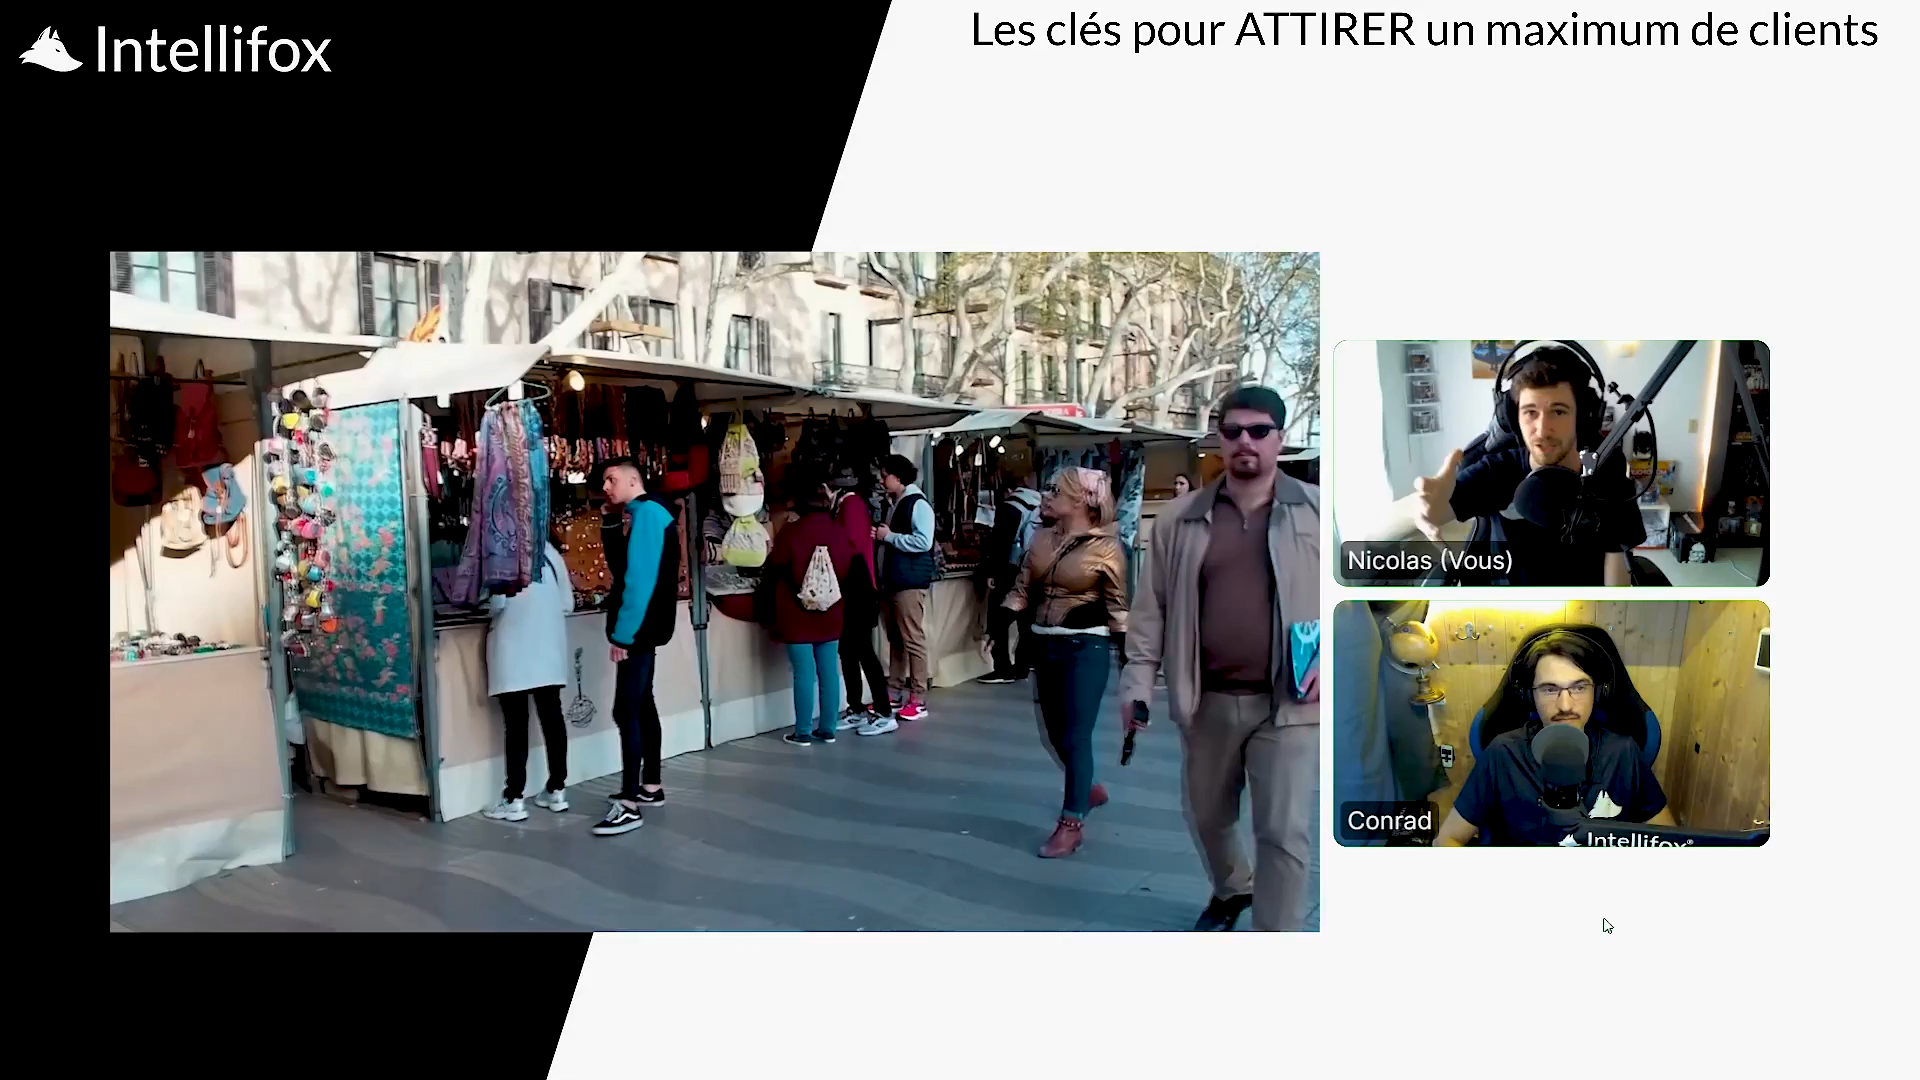 Intellifox
Les clés pour ATTIRER un maximum de clients
Nicolas (Vous)
Conrad
Intellifox